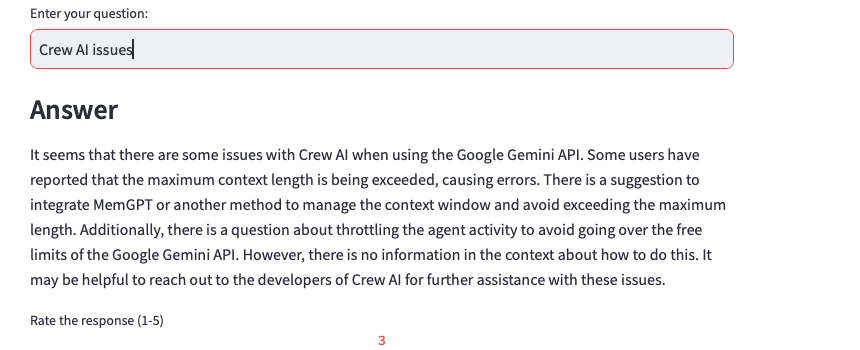 Enter your question:
Crew AI issues
Answer
It seems that there are some issues with Crew AI when using the Google Gemini API. Some users have
reported that the maximum context length is being exceeded, causing errors. There is a suggestion to
integrate MemGPT or another method to manage the context window and avoid exceeding the maximum
length. Additionally, there is a question about throttling the agent activity to avoid going over the free
limits of the Google Gemini API. However, there is no information in the context about how to do this. It
may be helpful to reach out to the developers of Crew AI for further assistance with these issues.
Rate the response (1-5)
3